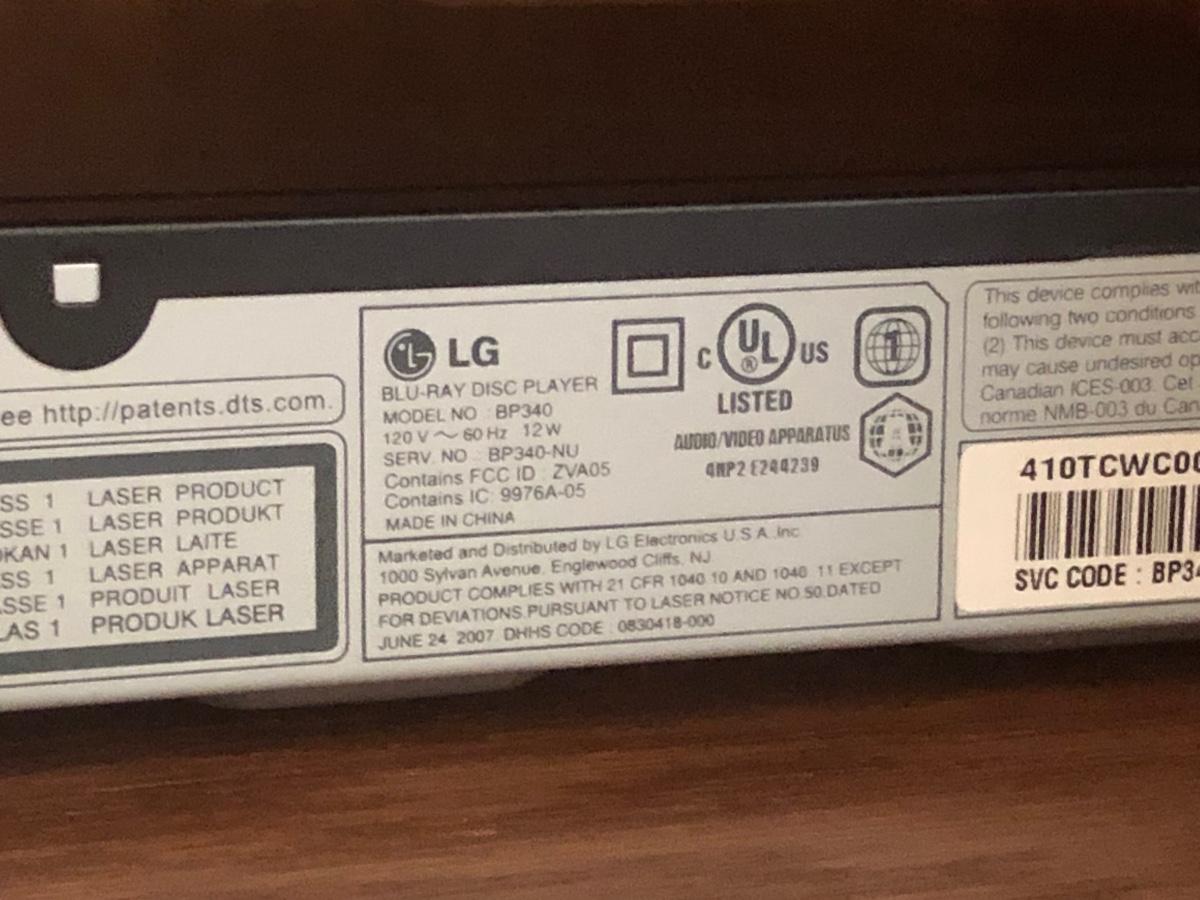 ee http://patents.dts.com.
SS 1 LASER PRODUCT
SSE 1 LASER PRODUKT
OKAN 1 LASER LAITE
SS 1 LASER APPARAT
ASSE 1 PRODUIT LASER
LAS 1 PRODUK LASER
LG
BLU-RAY DISC PLAYER
MODEL NO : BP340
120 V ~ 60 Hz 12 W
SERV. NO : BP340-NU
Contains FCC ID : ZVA05
Contains IC: 9976A-05
MADE IN CHINA
C UL ® US
LISTED
AUDIO/VIDEO APPARATUS
4NP2 E244239
1
Marketed and Distributed by LG Electronics U.S.A.,Inc.
1000 Sylvan Avenue, Englewood Cliffs, NJ
PRODUCT COMPLIES WITH 21 CFR 1040.10 AND 1040.11 EXCEPT
FOR DEVIATIONS PURSUANT TO LASER NOTICE NO.50,DATED
JUNE 24, 2007. DHHS CODE : 0830418-000
This device complies wit
following two conditions
(2) This device must acc
may cause undesired op
Canadian ICES-003. Cet
norme NMB-003 du Can
410TCWC00
SVC CODE : BP34